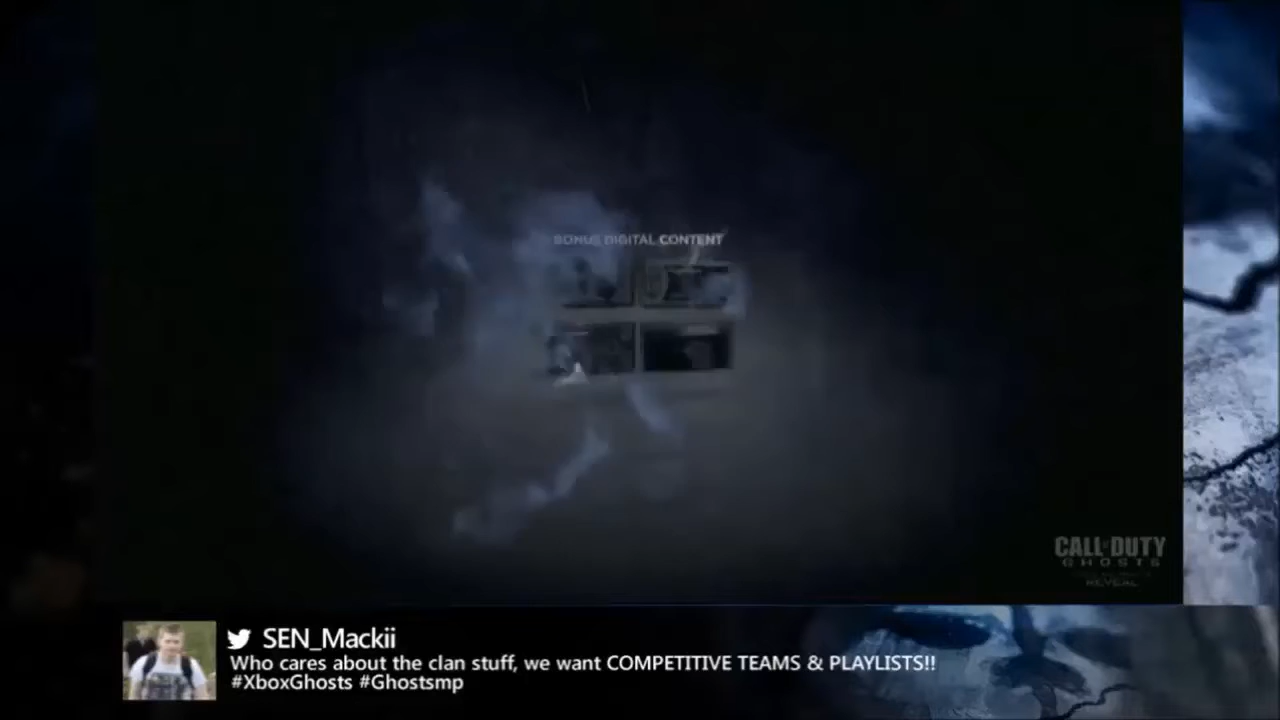 BONUS DIGITAL CONTENT
CALL OF DUTY
GHOSTS
REVEAL
SEN_Mackii
Who cares about the clan stuff, we want COMPETITIVE TEAMS & PLAYLISTS!!
#XboxGhosts #Ghostsmp